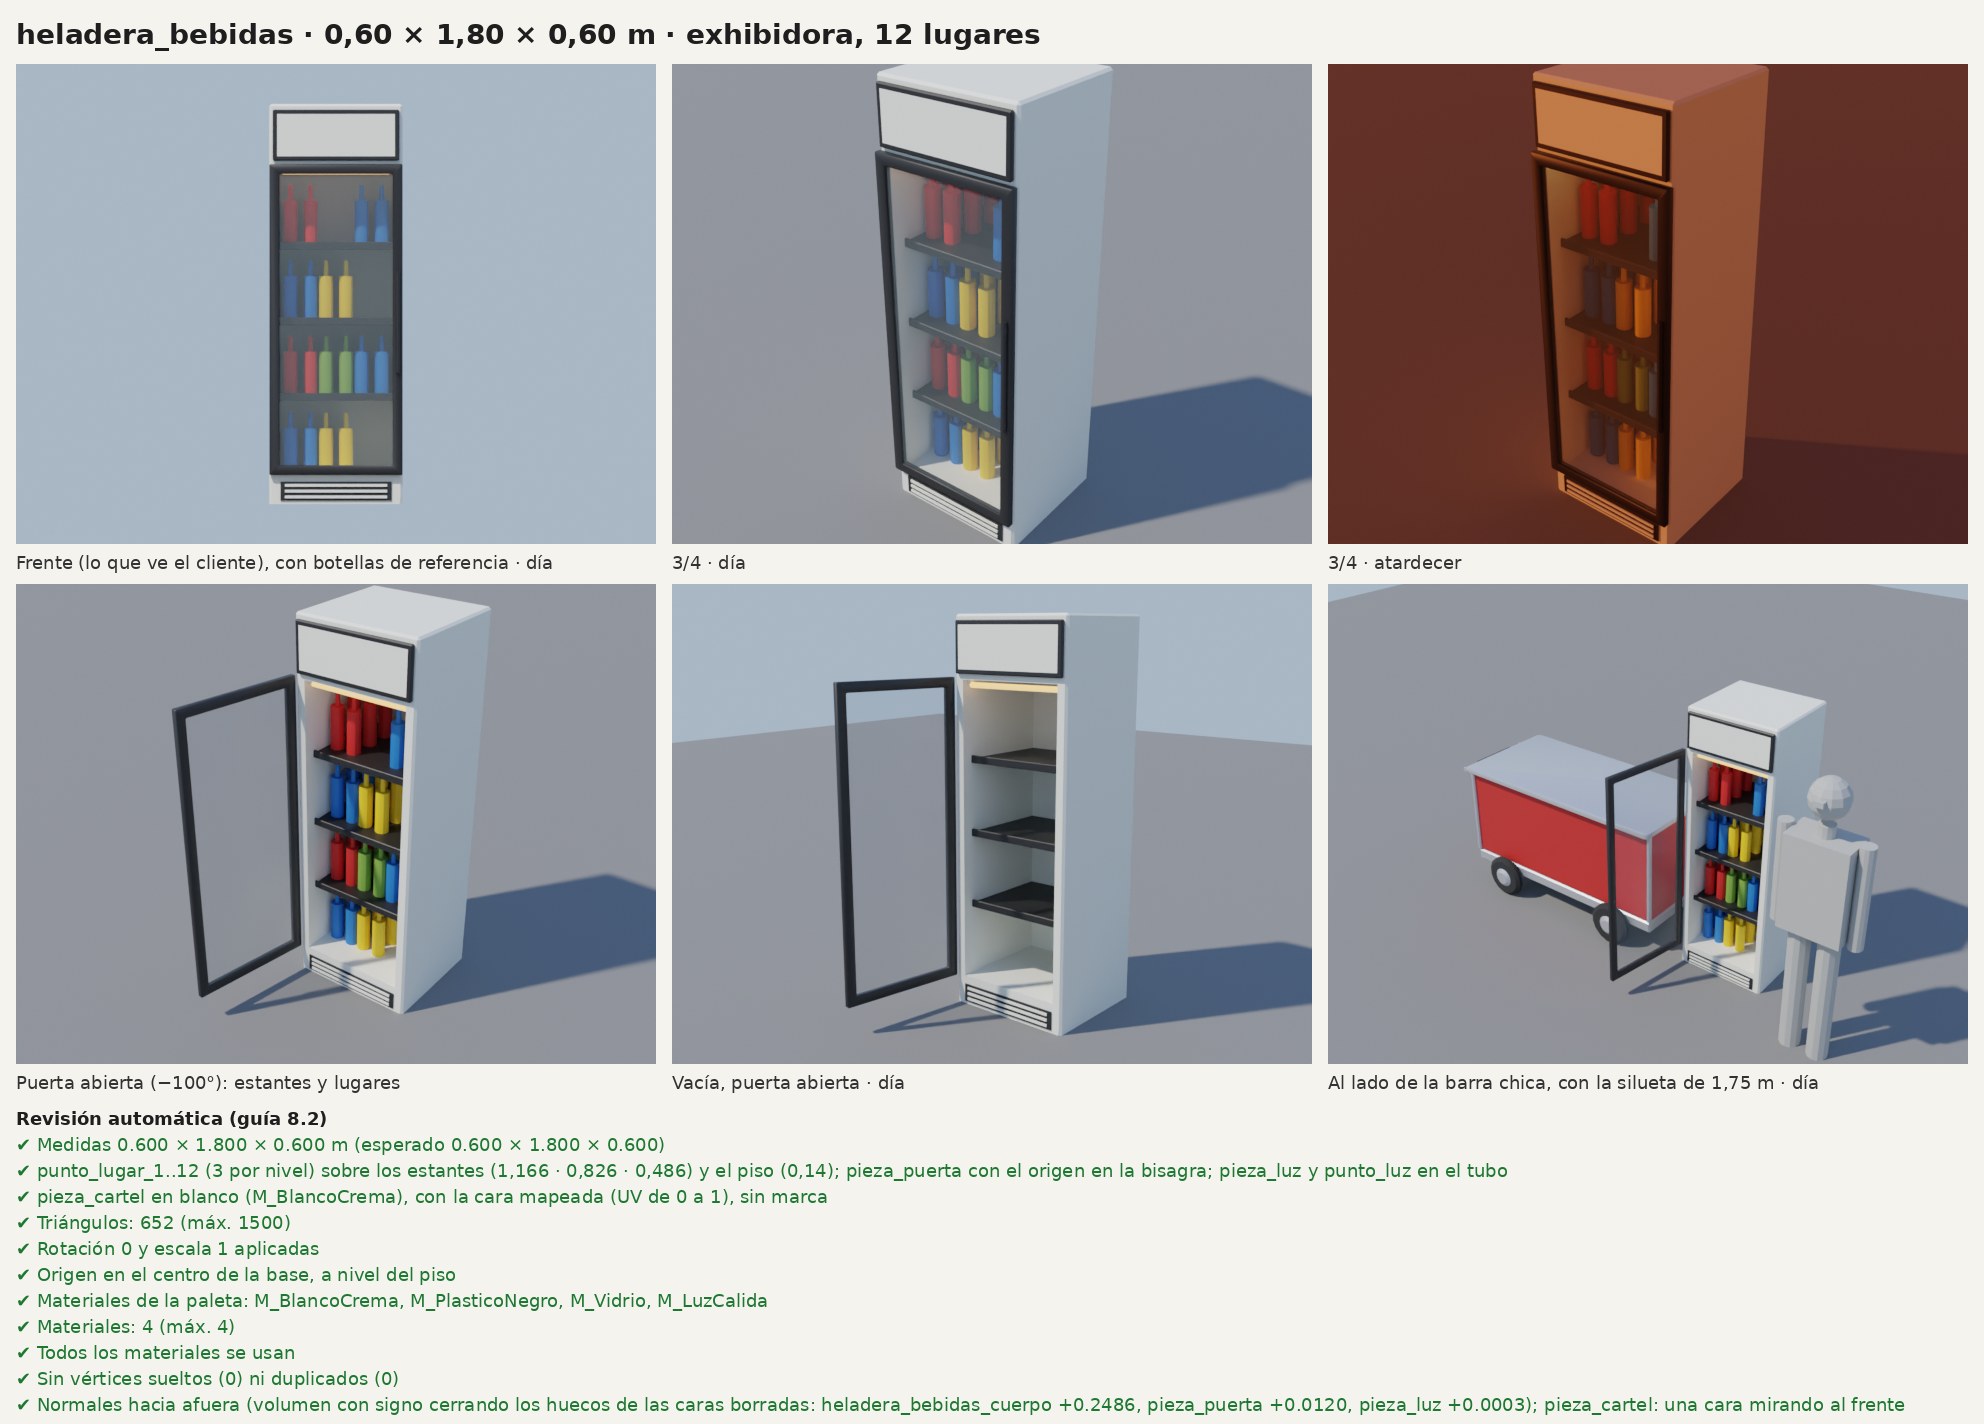 heladera_bebidas · 0,60 × 1,80 × 0,60 m · exhibidora, 12 lugares
Frente (lo que ve el cliente), con botellas de referencia · día
3/4 · día
3/4 · atardecer
Puerta abierta (−100°): estantes y lugares
Vacía, puerta abierta · día
Al lado de la barra chica, con la silueta de 1,75 m · día
Revisión automática (guía 8.2)
✔ Medidas 0.600 × 1.800 × 0.600 m (esperado 0.600 × 1.800 × 0.600)
✔ punto_lugar_1..12 (3 por nivel) sobre los estantes (1,166 · 0,826 · 0,486) y el piso (0,14); pieza_puerta con el origen en la bisagra; pieza_luz y punto_luz en el tubo
✔ pieza_cartel en blanco (M_BlancoCrema), con la cara mapeada (UV de 0 a 1), sin marca
✔ Triángulos: 652 (máx. 1500)
✔ Rotación 0 y escala 1 aplicadas
✔ Origen en el centro de la base, a nivel del piso
✔ Materiales de la paleta: M_BlancoCrema, M_PlasticoNegro, M_Vidrio, M_LuzCalida
✔ Materiales: 4 (máx. 4)
✔ Todos los materiales se usan
✔ Sin vértices sueltos (0) ni duplicados (0)
✔ Normales hacia afuera (volumen con signo cerrando los huecos de las caras borradas: heladera_bebidas_cuerpo +0.2486, pieza_puerta +0.0120, pieza_luz +0.0003); pieza_cartel: una cara mirando al frente